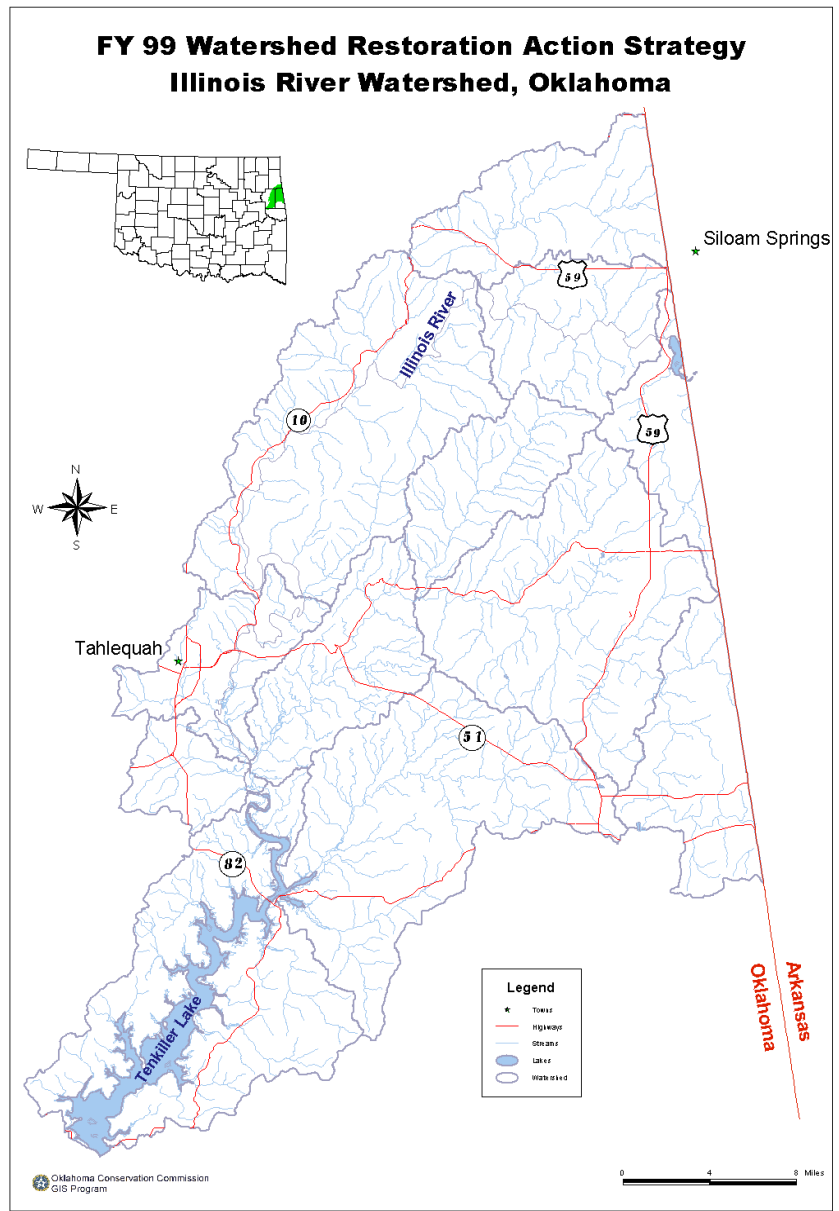 FY 99 Watershed Restoration Action Strategy
Illinois River Watershed, Oklahoma
Siloam Springs
59
Illinois River
10
59
N
W E
S
Tahlequah
51
82
Tenkiller Lake
Arkansas
Oklahoma
Legend
Towns
Highways
Streams
Lakes
Watershed
Oklahoma Conservation Commission
GIS Program
0 4 8 Miles